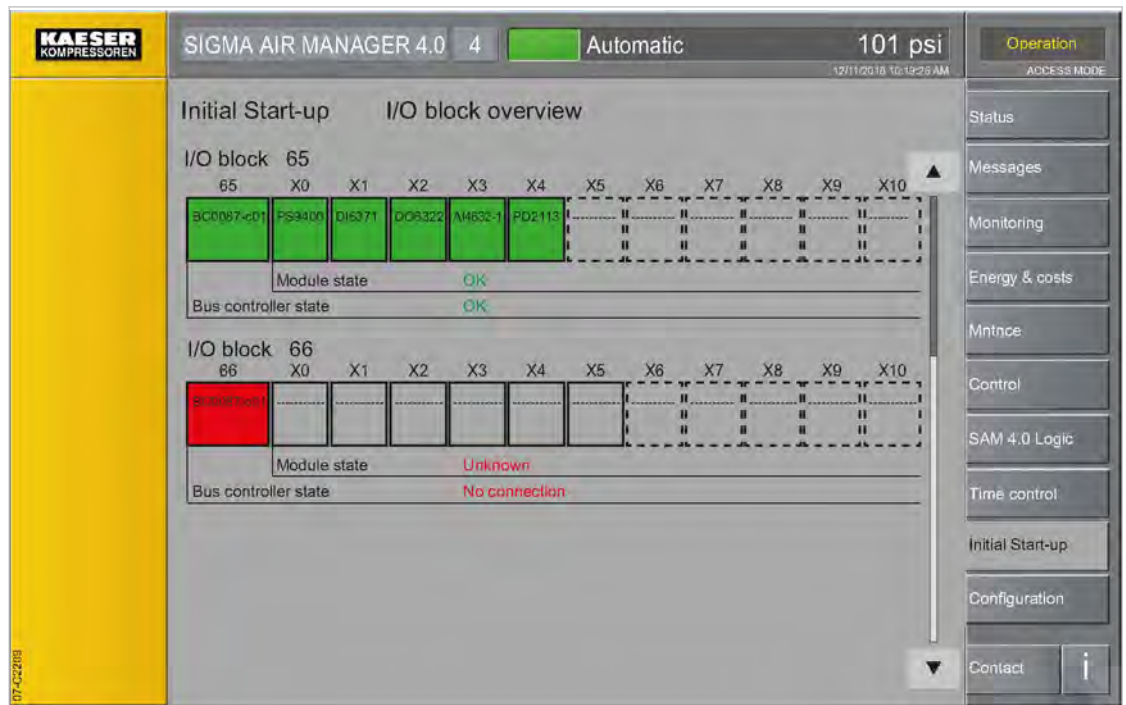 KAESER
KOMPRESSOREN
SIGMA AIR MANAGER 4.0 4 Automatic 101 psi
10:19:26 AM
Operation
ACCESS MODE
Initial Start-up I/O block overview
I/O block 65
65 X0 X1 X2 X3 X4 X5 X6 X7 X8 X9 X10
BC0087-c01 PS9400 DI6371 DO6322 AI4632-1 PD2113
Module state OK
Bus controller state OK
I/O block 66
66 X0 X1 X2 X3 X4 X5 X6 X7 X8 X9 X10
Module state Unknown
Bus controller state No connection
Status
Messages
Monitoring
Energy & costs
Mntnce
Control
SAM 4.0 Logic
Time control
Initial Start-up
Configuration
Contact i
07-C2209